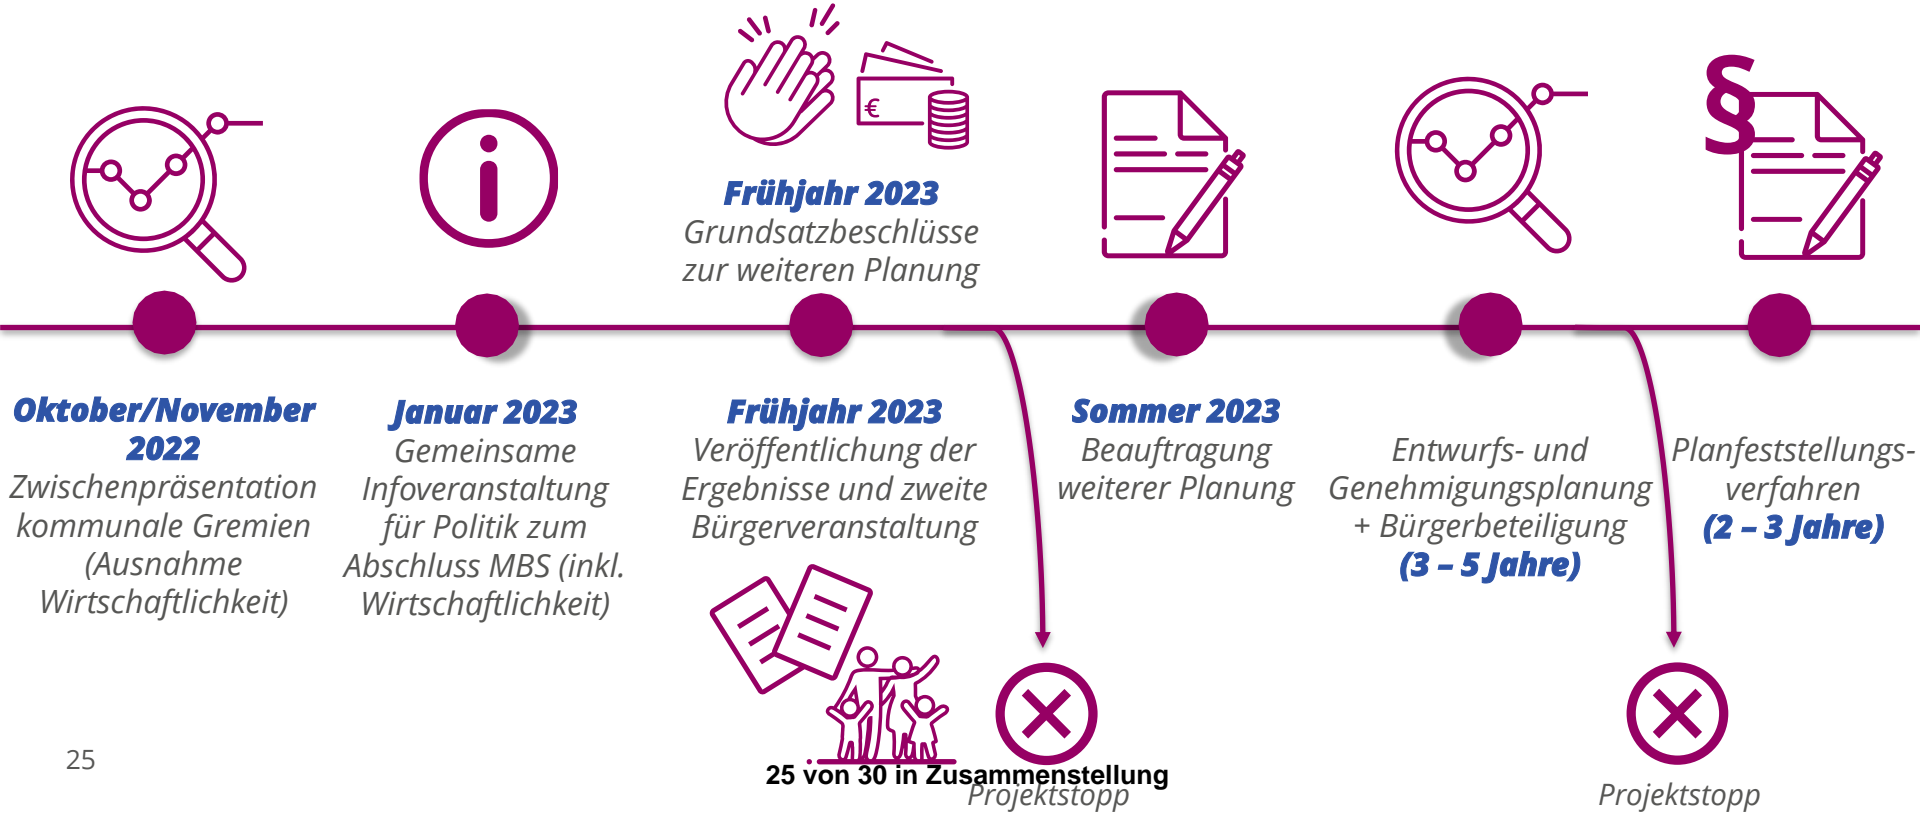 €
§
Frühjahr 2023
Grundsatzbeschlüsse
zur weiteren Planung
Oktober/November
2022
Zwischenpräsentation
kommunale Gremien
(Ausnahme
Wirtschaftlichkeit)
Januar 2023
Gemeinsame
Infoveranstaltung
für Politik zum
Abschluss MBS (inkl.
Wirtschaftlichkeit)
Frühjahr 2023
Veröffentlichung der
Ergebnisse und zweite
Bürgerveranstaltung
Sommer 2023
Beauftragung
weiterer Planung
Entwurfs- und
Genehmigungsplanung
+ Bürgerbeteiligung
(3 – 5 Jahre)
Planfeststellungs-
verfahren
(2 – 3 Jahre)
25
25 von 30 in Zusammenstellung
Projektstopp
Projektstopp